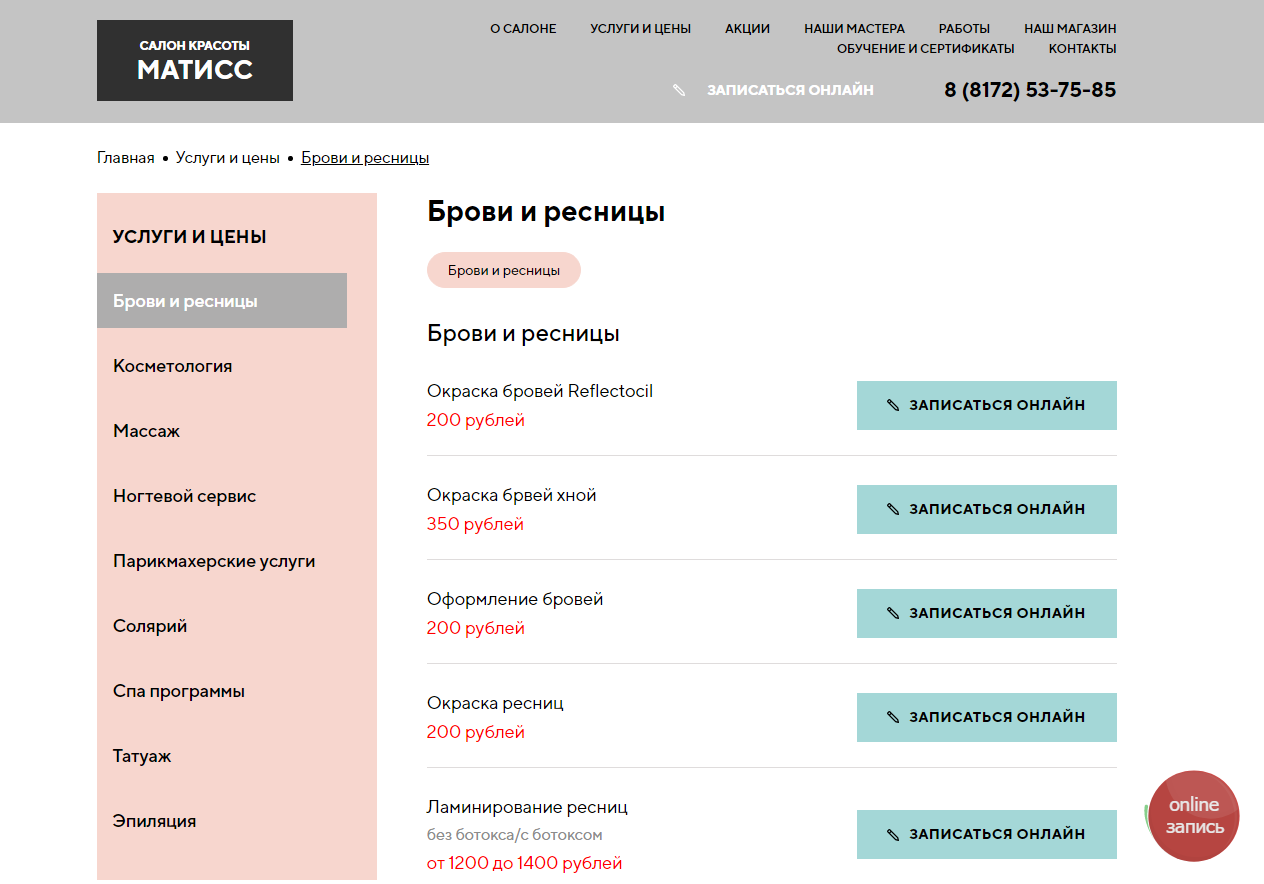 САЛОН КРАСОТЫ
МАТИСС
О САЛОНЕ УСЛУГИ И ЦЕНЫ АКЦИИ НАШИ МАСТЕРА РАБОТЫ НАШ МАГАЗИН
ОБУЧЕНИЕ И СЕРТИФИКАТЫ КОНТАКТЫ
ЗАПИСАТЬСЯ ОНЛАЙН 8 (8172) 53-75-85
Главная • Услуги и цены • Брови и ресницы
УСЛУГИ И ЦЕНЫ
Брови и ресницы
Косметология
Массаж
Ногтевой сервис
Парикмахерские услуги
Солярий
Спа программы
Татуаж
Эпиляция
Брови и ресницы
Брови и ресницы
Брови и ресницы
Окраска бровей Reflectocil
200 рублей
ЗАПИСАТЬСЯ ОНЛАЙН
Окраска брвей хной
350 рублей
ЗАПИСАТЬСЯ ОНЛАЙН
Оформление бровей
200 рублей
ЗАПИСАТЬСЯ ОНЛАЙН
Окраска ресниц
200 рублей
ЗАПИСАТЬСЯ ОНЛАЙН
Ламинирование ресниц
без ботокса/с ботоксом
от 1200 до 1400 рублей
ЗАПИСАТЬСЯ ОНЛАЙН
online
запись